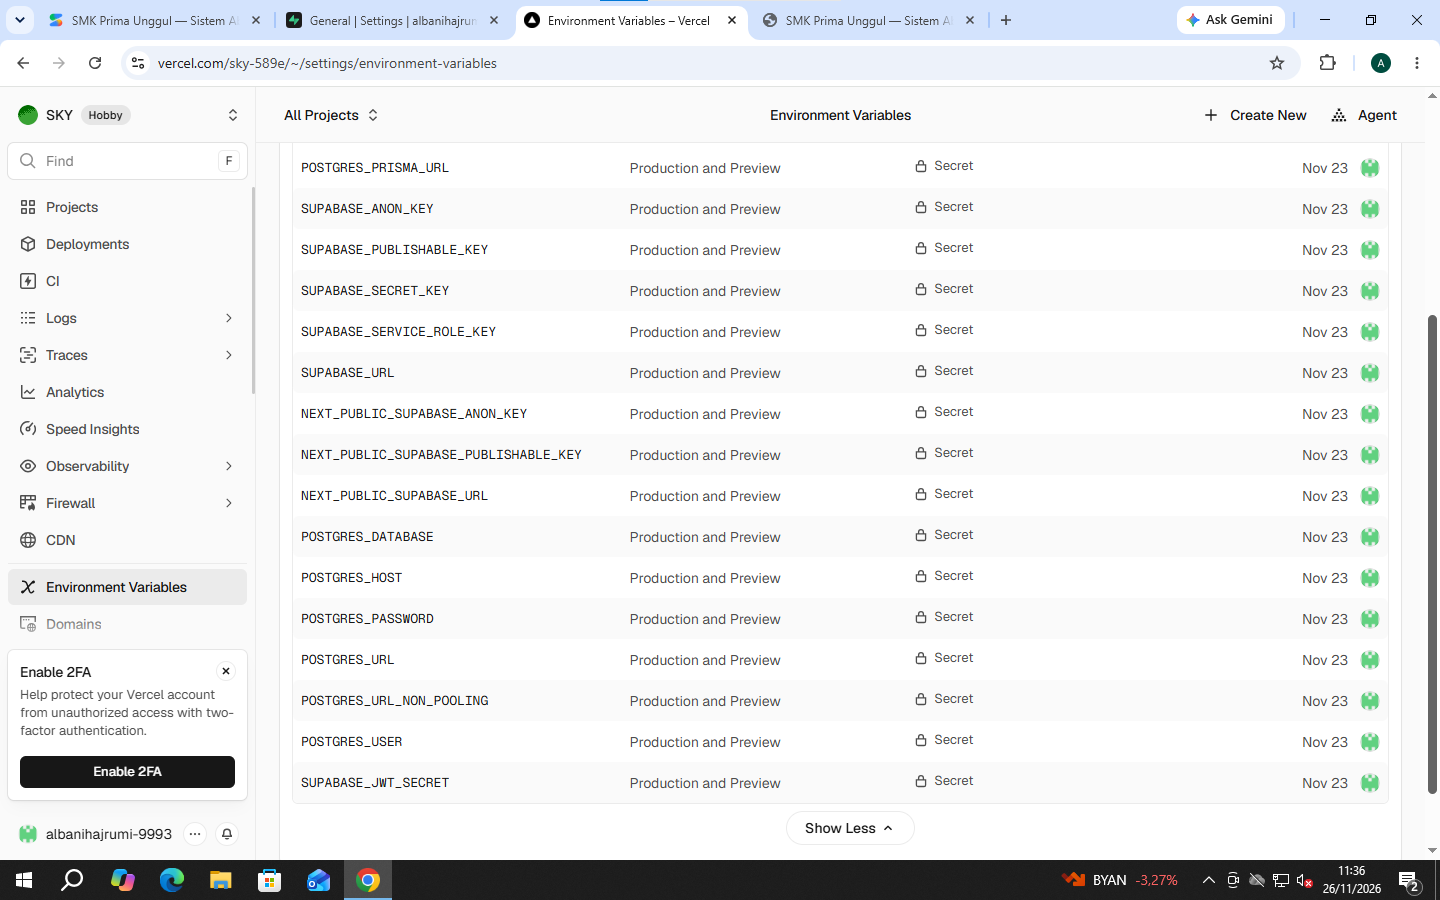 SMK Prima Unggul — Sistem A
General | Settings | albanihajrum
Environment Variables – Vercel
SMK Prima Unggul — Sistem A
Ask Gemini
vercel.com/sky-589e/~/settings/environment-variables
A
SKY
Hobby
All Projects
Environment Variables
Create New
Agent
Find
F
Projects
Deployments
CI
Logs
Traces
Analytics
Speed Insights
Observability
Firewall
CDN
Environment Variables
Domains
Enable 2FA
Help protect your Vercel account
from unauthorized access with two-
factor authentication.
Enable 2FA
albanihajrumi-9993
POSTGRES_PRISMA_URL Production and Preview Secret Nov 23
SUPABASE_ANON_KEY Production and Preview Secret Nov 23
SUPABASE_PUBLISHABLE_KEY Production and Preview Secret Nov 23
SUPABASE_SECRET_KEY Production and Preview Secret Nov 23
SUPABASE_SERVICE_ROLE_KEY Production and Preview Secret Nov 23
SUPABASE_URL Production and Preview Secret Nov 23
NEXT_PUBLIC_SUPABASE_ANON_KEY Production and Preview Secret Nov 23
NEXT_PUBLIC_SUPABASE_PUBLISHABLE_KEY Production and Preview Secret Nov 23
NEXT_PUBLIC_SUPABASE_URL Production and Preview Secret Nov 23
POSTGRES_DATABASE Production and Preview Secret Nov 23
POSTGRES_HOST Production and Preview Secret Nov 23
POSTGRES_PASSWORD Production and Preview Secret Nov 23
POSTGRES_URL Production and Preview Secret Nov 23
POSTGRES_URL_NON_POOLING Production and Preview Secret Nov 23
POSTGRES_USER Production and Preview Secret Nov 23
SUPABASE_JWT_SECRET Production and Preview Secret Nov 23
Show Less
BYAN -3,27%
11:36
26/11/2026
2